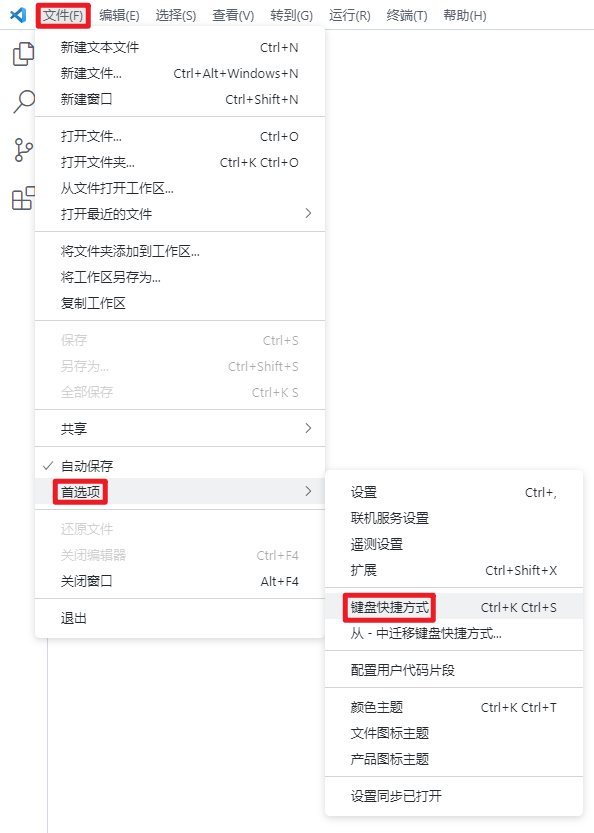 文件(F) 编辑(E) 选择(S) 查看(V) 转到(G) 运行(R) 终端(T) 帮助(H)
新建文本文件 Ctrl+N
新建文件... Ctrl+Alt+Windows+N
新建窗口 Ctrl+Shift+N
打开文件... Ctrl+O
打开文件夹... Ctrl+K Ctrl+O
从文件打开工作区...
打开最近的文件
将文件夹添加到工作区...
将工作区另存为...
复制工作区
保存 Ctrl+S
另存为... Ctrl+Shift+S
全部保存 Ctrl+K S
共享
自动保存
首选项
还原文件
关闭编辑器 Ctrl+F4
关闭窗口 Alt+F4
退出
设置 Ctrl+,
联机服务设置
遥测设置
扩展 Ctrl+Shift+X
键盘快捷方式 Ctrl+K Ctrl+S
从 - 中迁移键盘快捷方式...
配置用户代码片段
颜色主题 Ctrl+K Ctrl+T
文件图标主题
产品图标主题
设置同步已打开